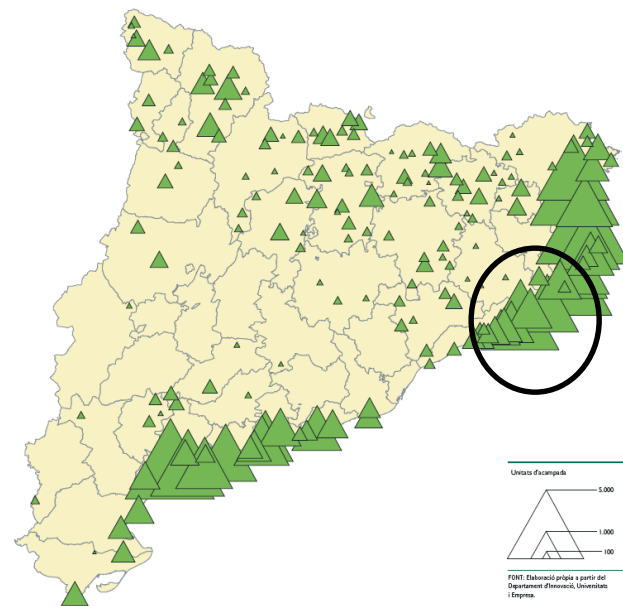 Unitats d'acampada
5.000
1.000
100
FONT: Elaboració pròpia a partir del
Departament d'Innovació, Universitats
i Empresa.